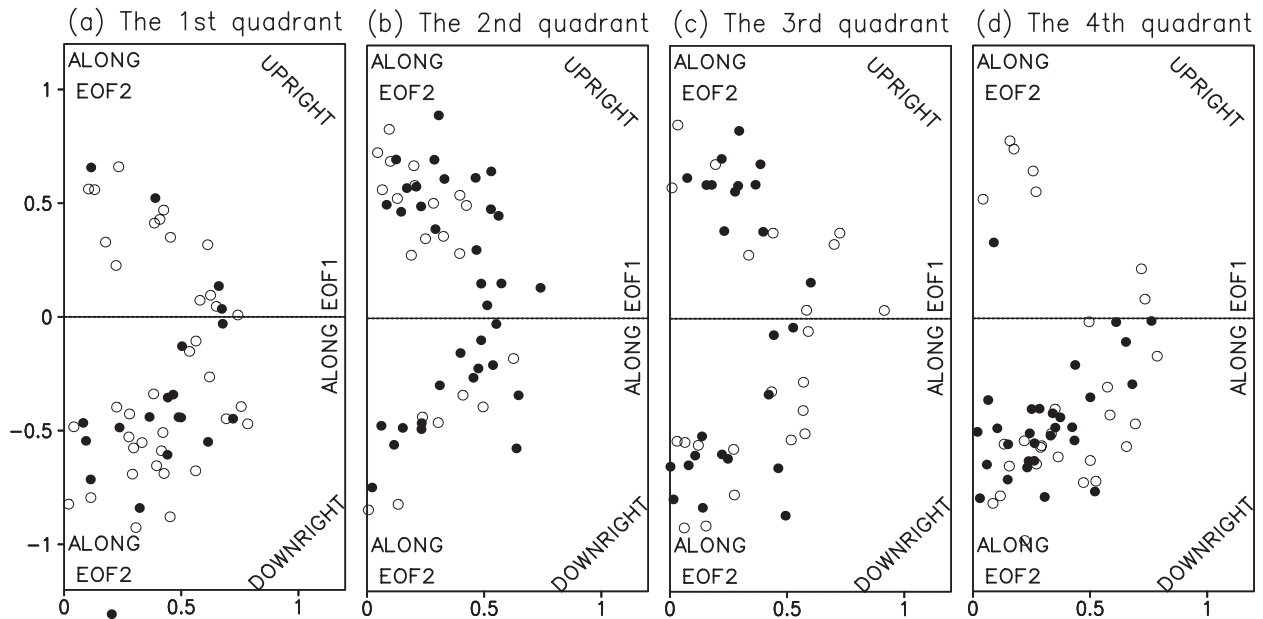 (a) The 1st quadrant
(b) The 2nd quadrant
(c) The 3rd quadrant
(d) The 4th quadrant
ALONG
EOF2
UPRIGHT
ALONG
EOF2
UPRIGHT
ALONG
EOF2
UPRIGHT
ALONG
EOF2
UPRIGHT
1
0.5
0
−0.5
−1
ALONG EOF1
ALONG EOF1
ALONG EOF1
ALONG EOF1
ALONG
EOF2
DOWNRIGHT
ALONG
EOF2
DOWNRIGHT
ALONG
EOF2
DOWNRIGHT
ALONG
EOF2
DOWNRIGHT
0 0.5 1
0 0.5 1
0 0.5 1
0 0.5 1